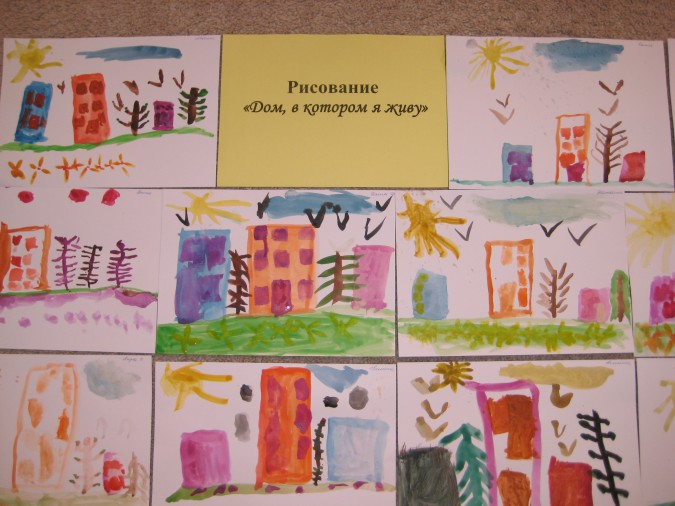 Рисование
«Дом, в котором я живу»